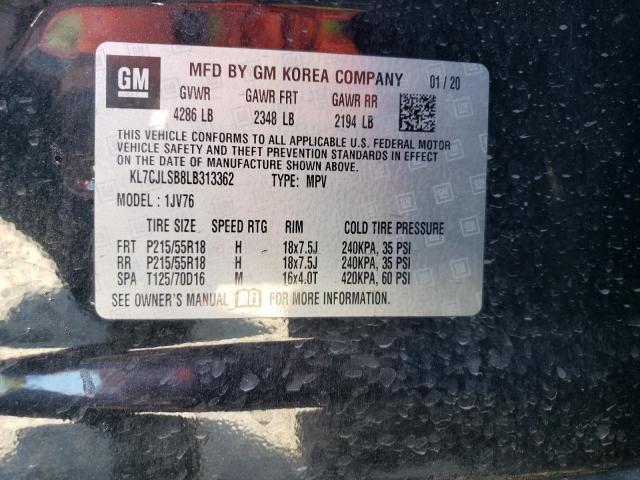 GM
MFD BY GM KOREA COMPANY 01/20
GVWR GAWR FRT GAWR RR
4286 LB 2348 LB 2194 LB
THIS VEHICLE CONFORMS TO ALL APPLICABLE U.S. FEDERAL MOTOR
VEHICLE SAFETY AND THEFT PREVENTION STANDARDS IN EFFECT
ON THE DATE OF MANUFACTURE SHOWN ABOVE.
KL7CJLSB8LB313362 TYPE: MPV
MODEL : 1JV76
TIRE SIZE SPEED RTG RIM COLD TIRE PRESSURE
FRT P215/55R18 H 18x7.5J 240KPA, 35 PSI
RR P215/55R18 H 18x7.5J 240KPA, 35 PSI
SPA T125/70D16 M 16x4.0T 420KPA, 60 PSI
SEE OWNER'S MANUAL FOR MORE INFORMATION.